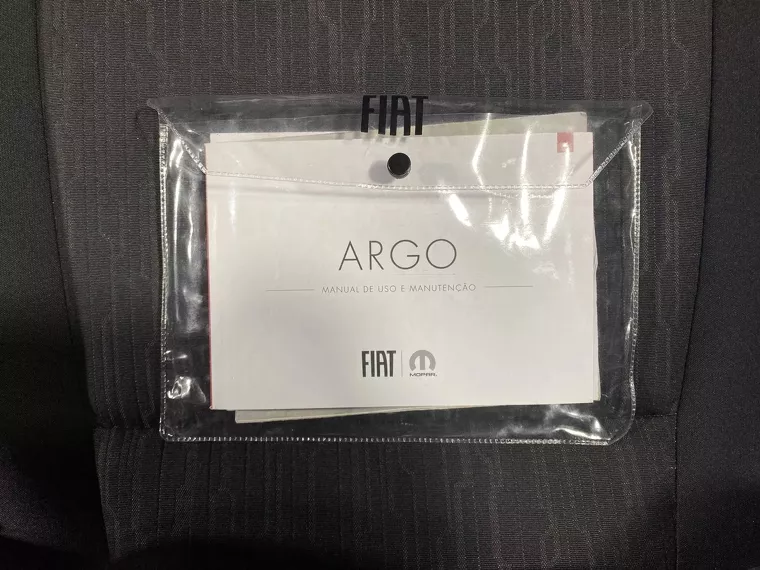 FIAT
ARGO
MANUAL DE USO E MANUTENÇÃO
FIAT
MOPAR.